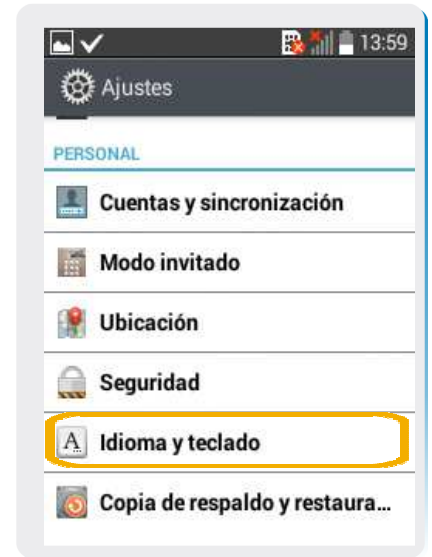 13:59
Ajustes
PERSONAL
Cuentas y sincronización
Modo invitado
Ubicación
Seguridad
A
Idioma y teclado
Copia de respaldo y restaura...